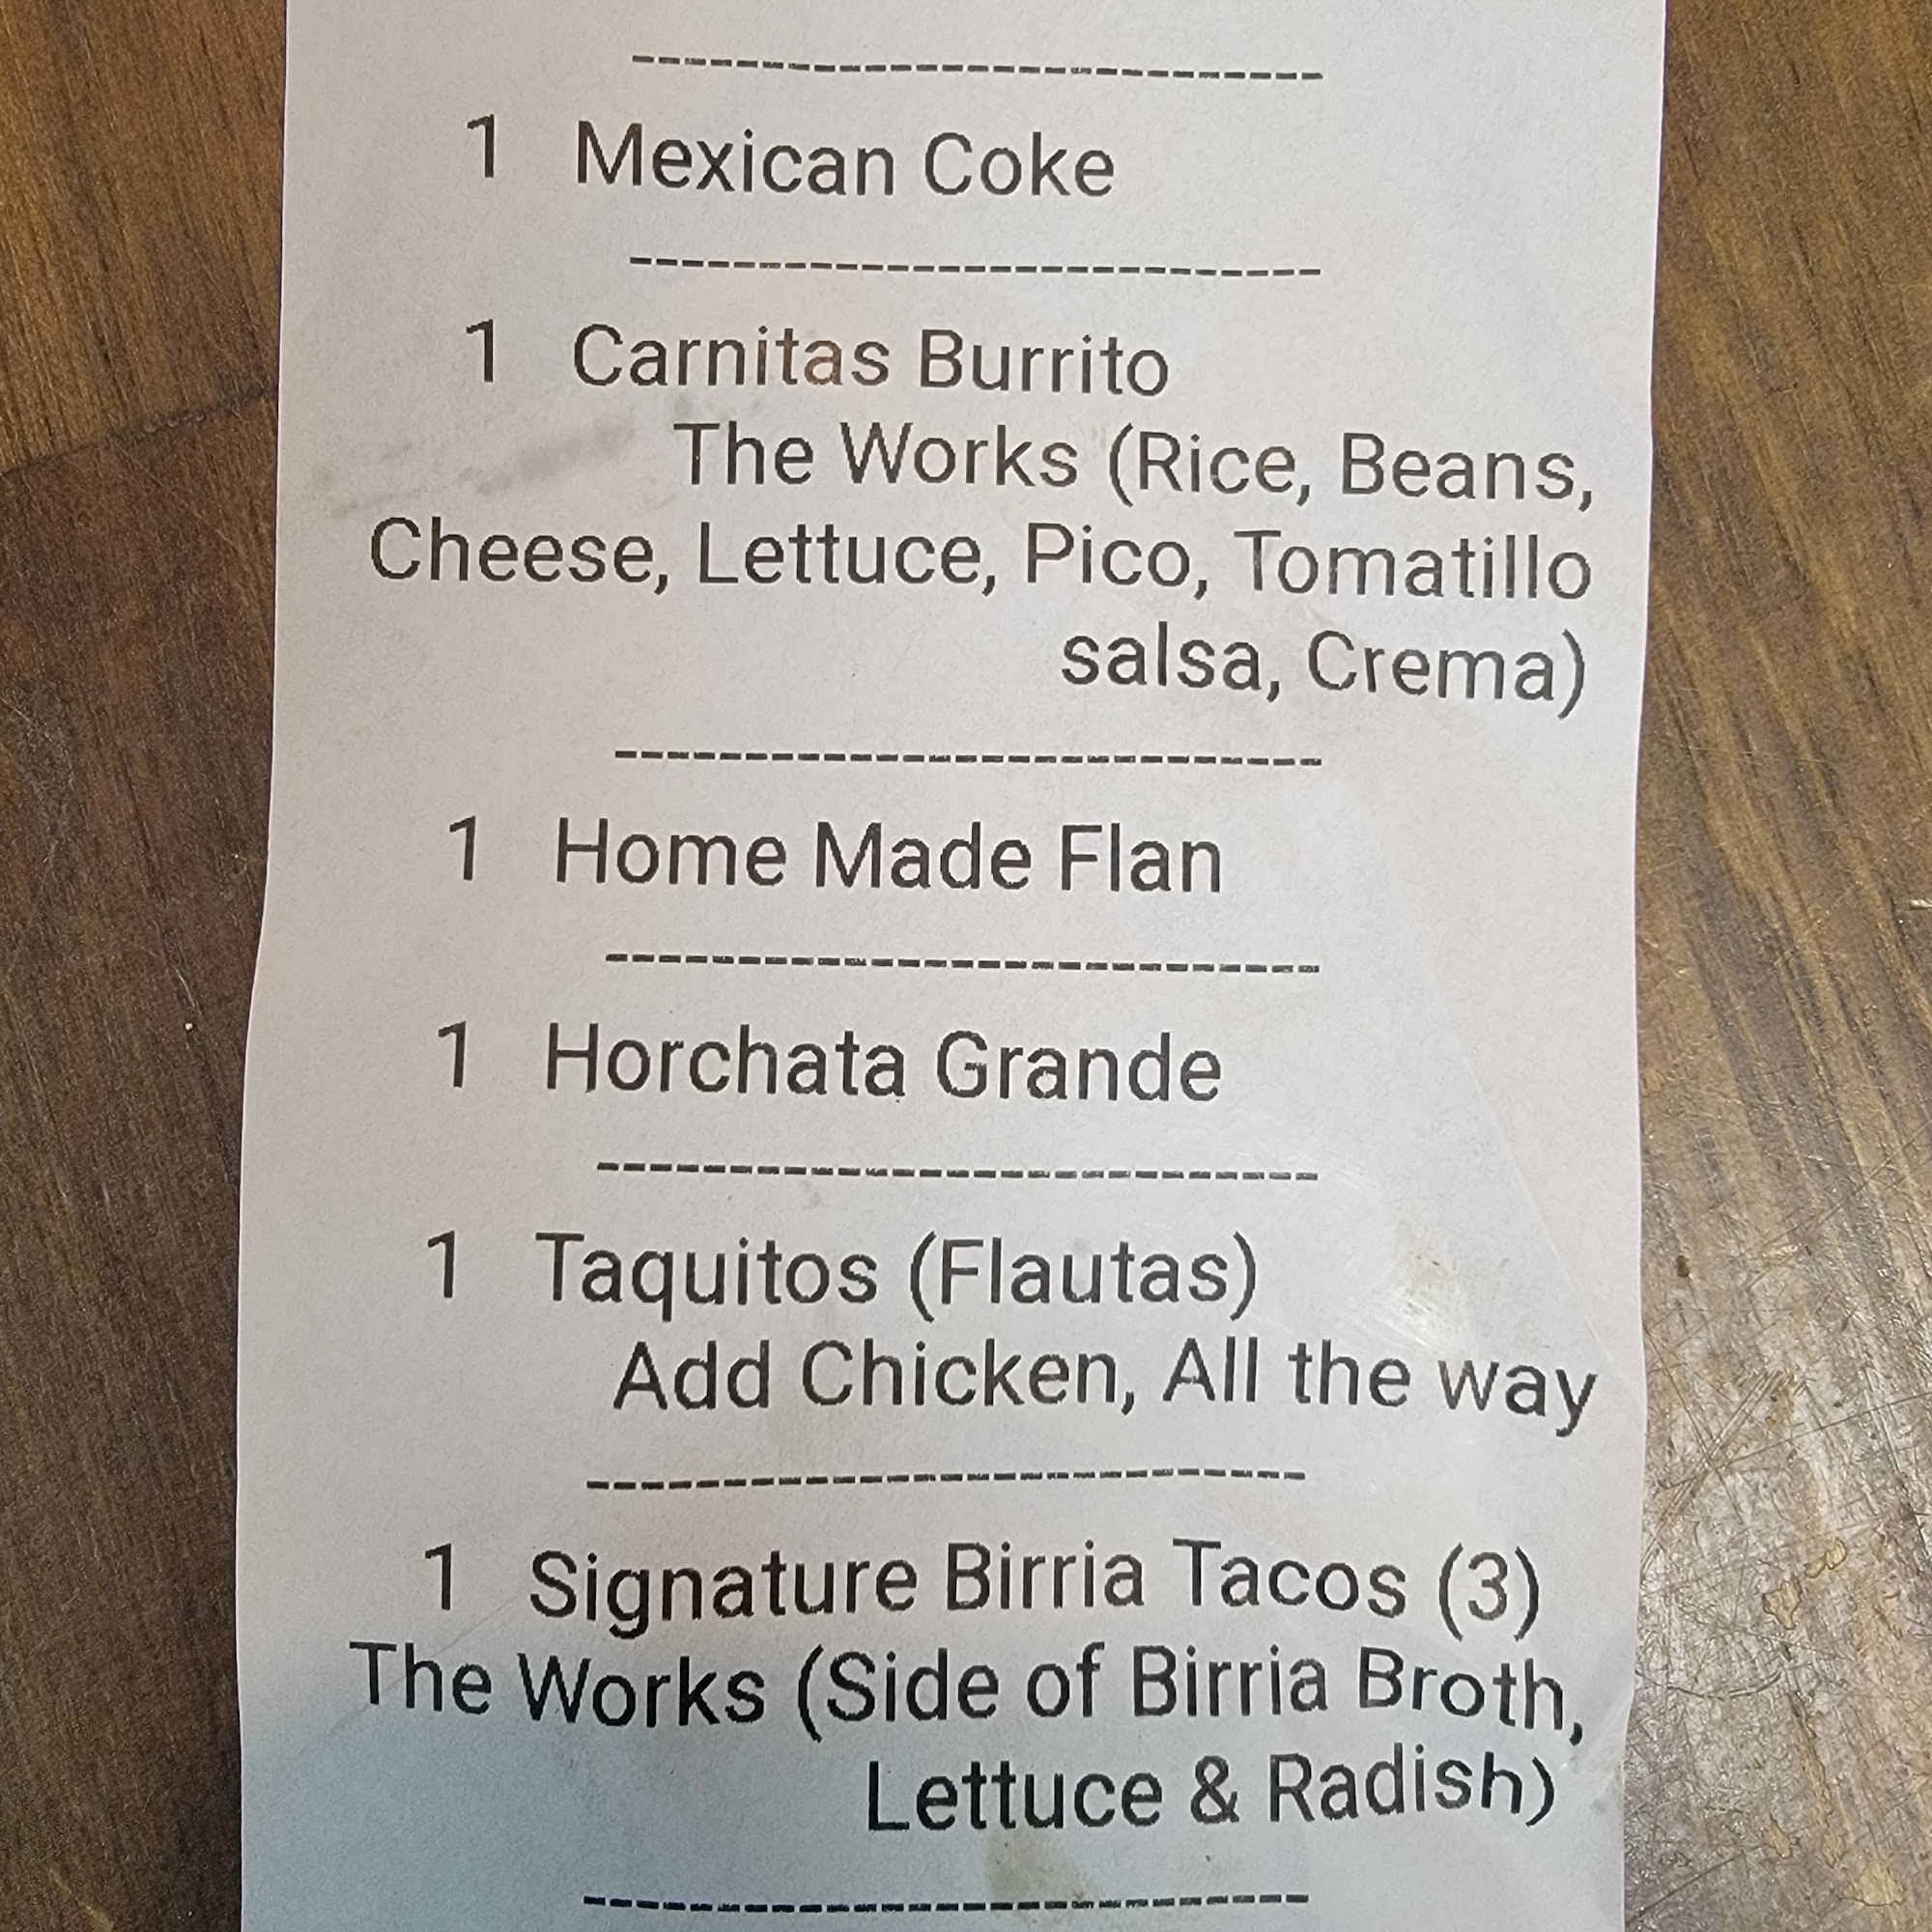 --------------------------
1 Mexican Coke
--------------------------
1 Carnitas Burrito
The Works (Rice, Beans,
Cheese, Lettuce, Pico, Tomatillo
salsa, Crema)
--------------------------
1 Home Made Flan
--------------------------
1 Horchata Grande
--------------------------
1 Taquitos (Flautas)
Add Chicken, All the way
--------------------------
1 Signature Birria Tacos (3)
The Works (Side of Birria Broth,
Lettuce & Radish)
--------------------------